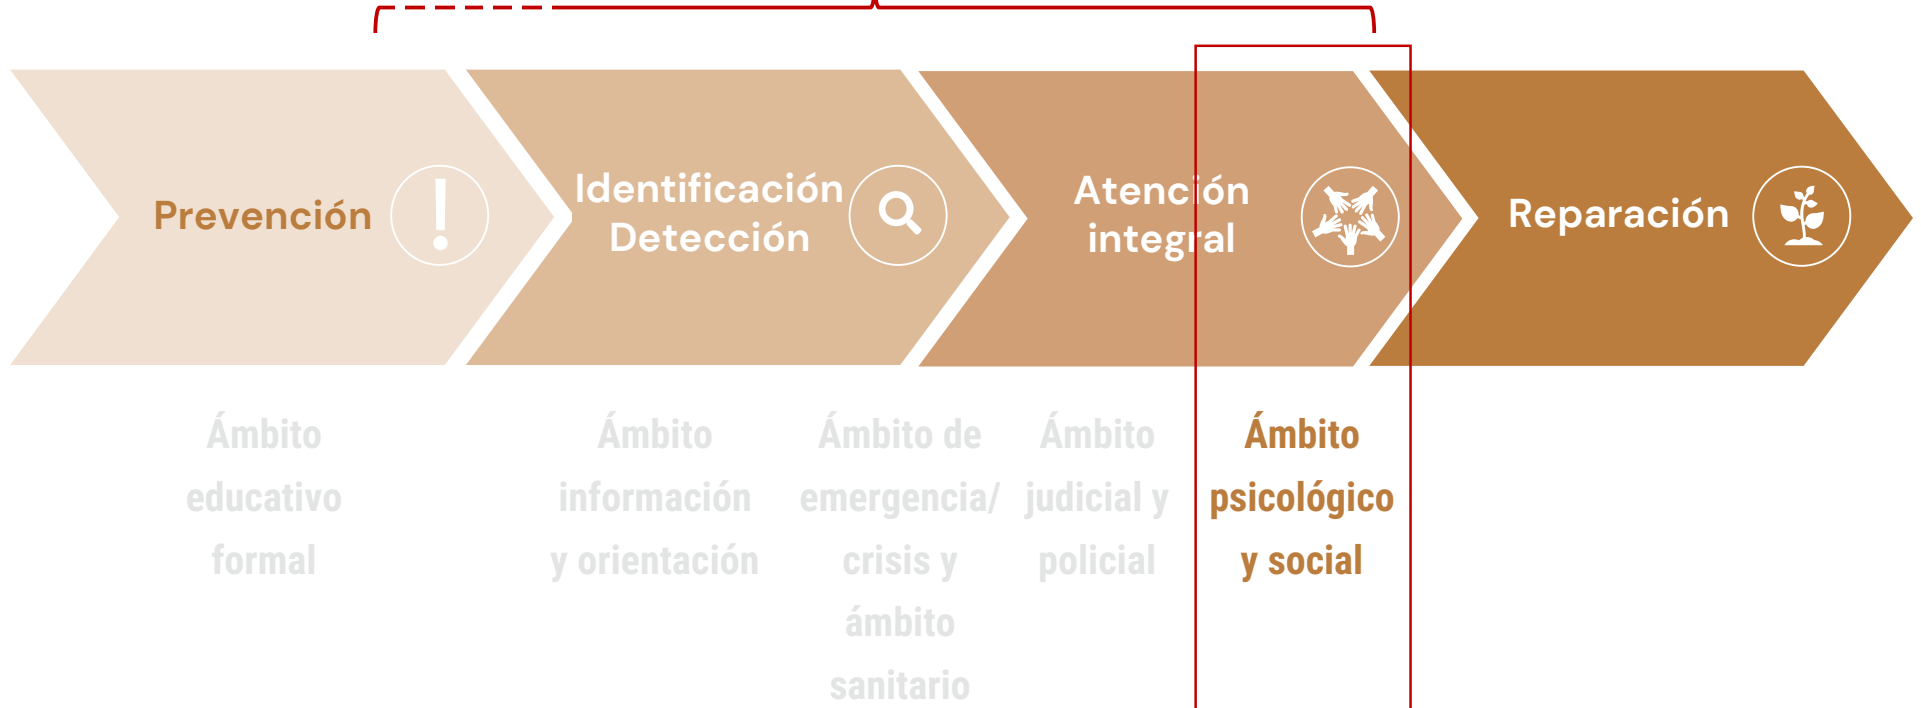 Prevención
Identificación
Detección
Atención
integral
Reparación
Ámbito
educativo
formal
Ámbito
información
y orientación
Ámbito de
emergencia/
crisis y
ámbito
sanitario
Ámbito
judicial y
policial
Ámbito
psicológico
y social